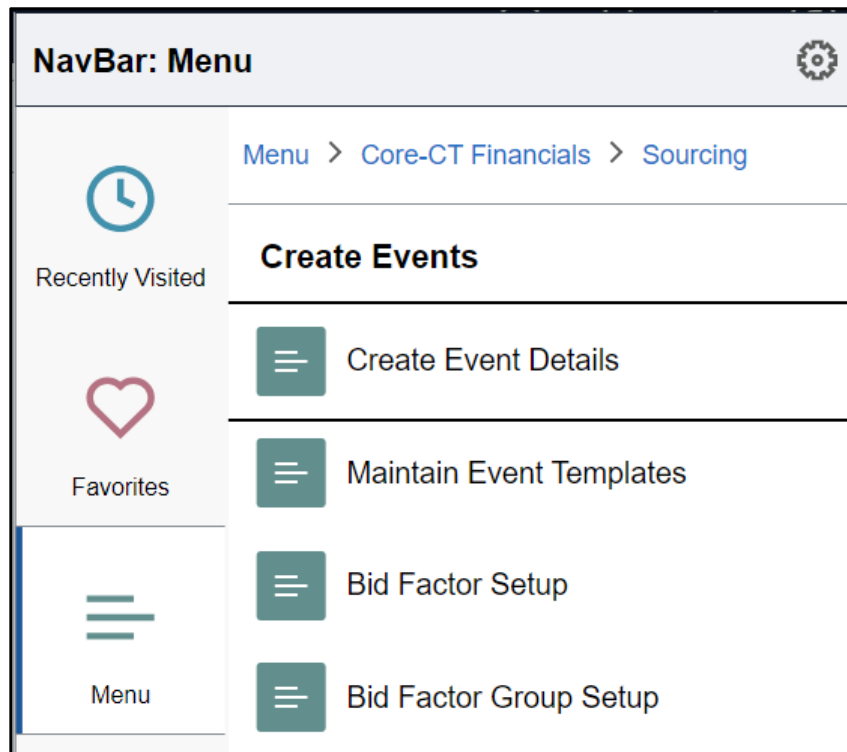 NavBar: Menu
Menu > Core-CT Financials > Sourcing
Recently Visited
Create Events
Create Event Details
Favorites
Maintain Event Templates
Bid Factor Setup
Menu
Bid Factor Group Setup